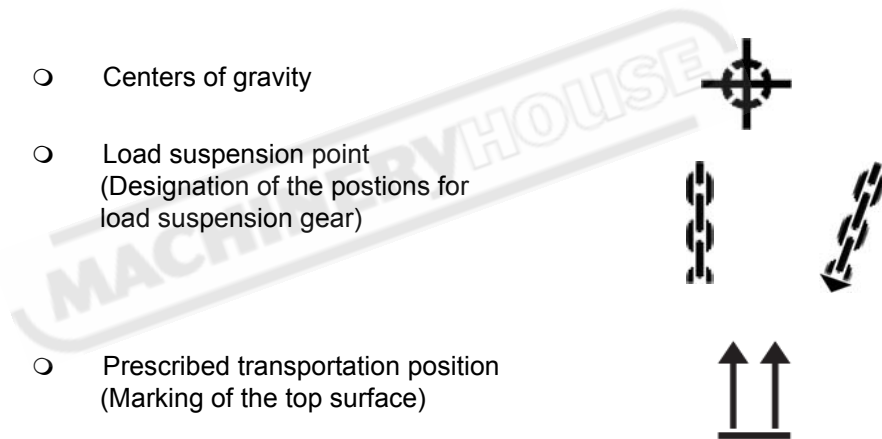 Centers of gravity
Load suspension point
(Designation of the postions for
load suspension gear)
MACHINERYHOUSE
Prescribed transportation position
(Marking of the top surface)